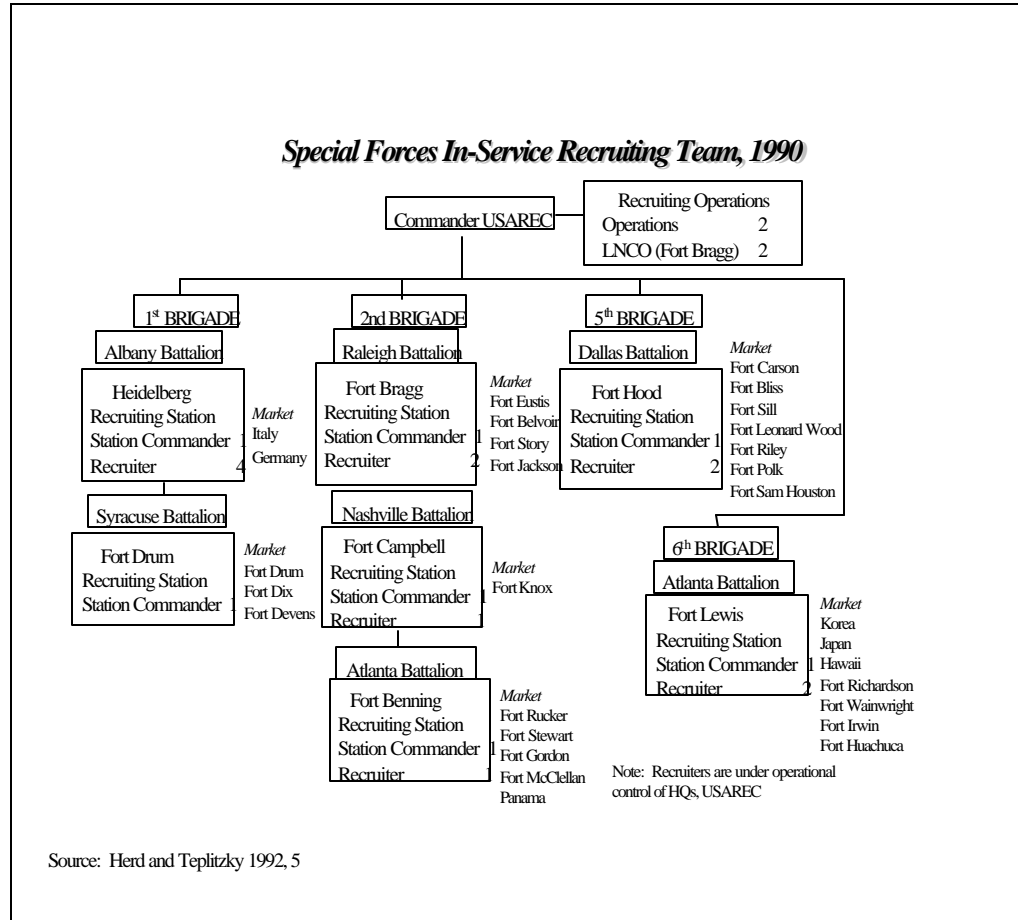 Special Forces In-Service Recruiting Team, 1990
Commander USAREC
Recruiting Operations
Operations 2
LNCO (Fort Bragg) 2
1st BRIGADE
Albany Battalion
Heidelberg
Recruiting Station
Station Commander 1
Recruiter 4
Market
Italy
Germany
Syracuse Battalion
Fort Drum
Recruiting Station
Station Commander 1
Market
Fort Drum
Fort Dix
Fort Devens
2nd BRIGADE
Raleigh Battalion
Fort Bragg
Recruiting Station
Station Commander 1
Recruiter 2
Market
Fort Eustis
Fort Belvoir
Fort Story
Fort Jackson
Nashville Battalion
Fort Campbell
Recruiting Station
Station Commander 1
Recruiter 1
Market
Fort Knox
Atlanta Battalion
Fort Benning
Recruiting Station
Station Commander 1
Recruiter 1
Market
Fort Rucker
Fort Stewart
Fort Gordon
Fort McClellan
Panama
5th BRIGADE
Dallas Battalion
Fort Hood
Recruiting Station
Station Commander 1
Recruiter 2
Market
Fort Carson
Fort Bliss
Fort Sill
Fort Leonard Wood
Fort Riley
Fort Polk
Fort Sam Houston
6th BRIGADE
Atlanta Battalion
Fort Lewis
Recruiting Station
Station Commander 1
Recruiter 2
Market
Korea
Japan
Hawaii
Fort Richardson
Fort Wainwright
Fort Irwin
Fort Huachuca
Note: Recruiters are under operational
control of HQs, USAREC
Source: Herd and Teplitzky 1992, 5